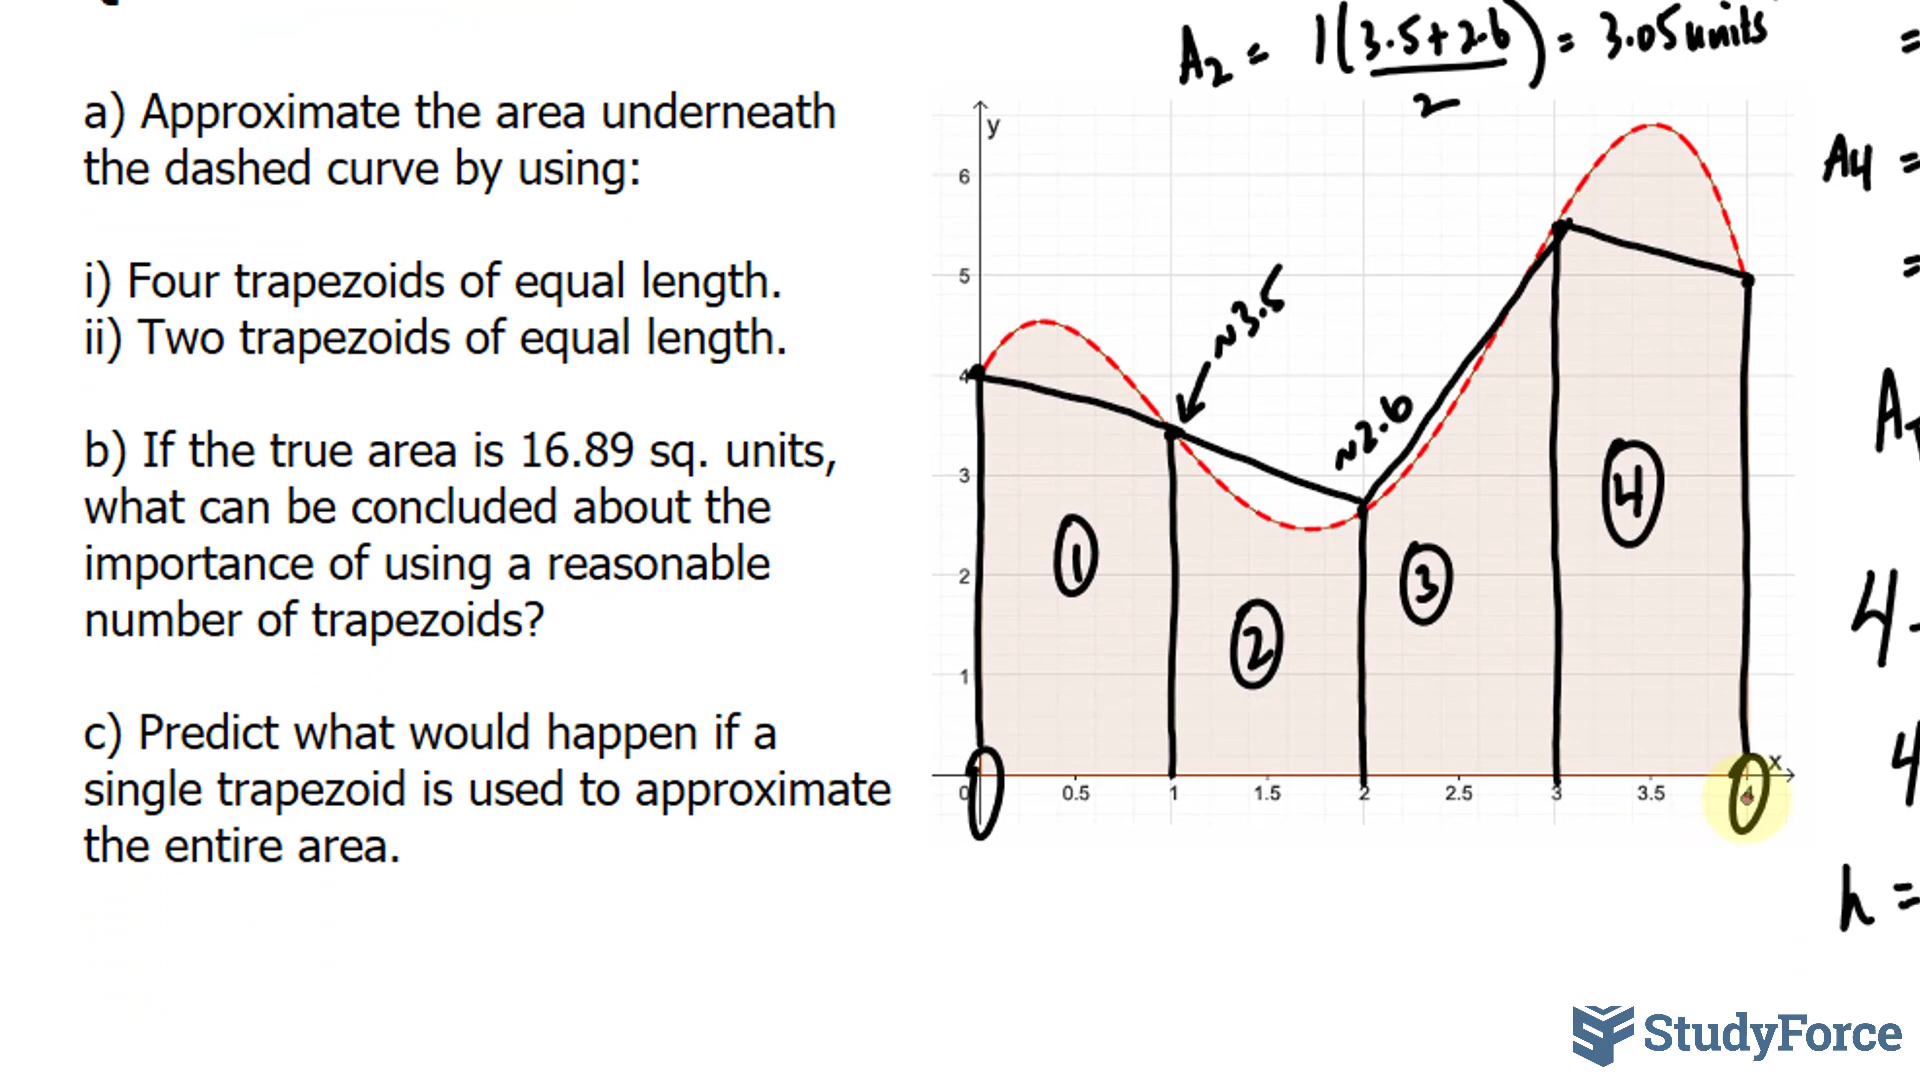 A2 = 1(3.5+2.6/2) = 3.05 units
=
a) Approximate the area underneath
the dashed curve by using:
i) Four trapezoids of equal length.
ii) Two trapezoids of equal length.
b) If the true area is 16.89 sq. units,
what can be concluded about the
importance of using a reasonable
number of trapezoids?
c) Predict what would happen if a
single trapezoid is used to approximate
the entire area.
y
6
5
4
3
2
1
0 0.5 1 1.5 2 2.5 3 3.5 4
x
~3.5
~2.6
1
2
3
4
A4 =
=
A
4 -
4
h =
StudyForce